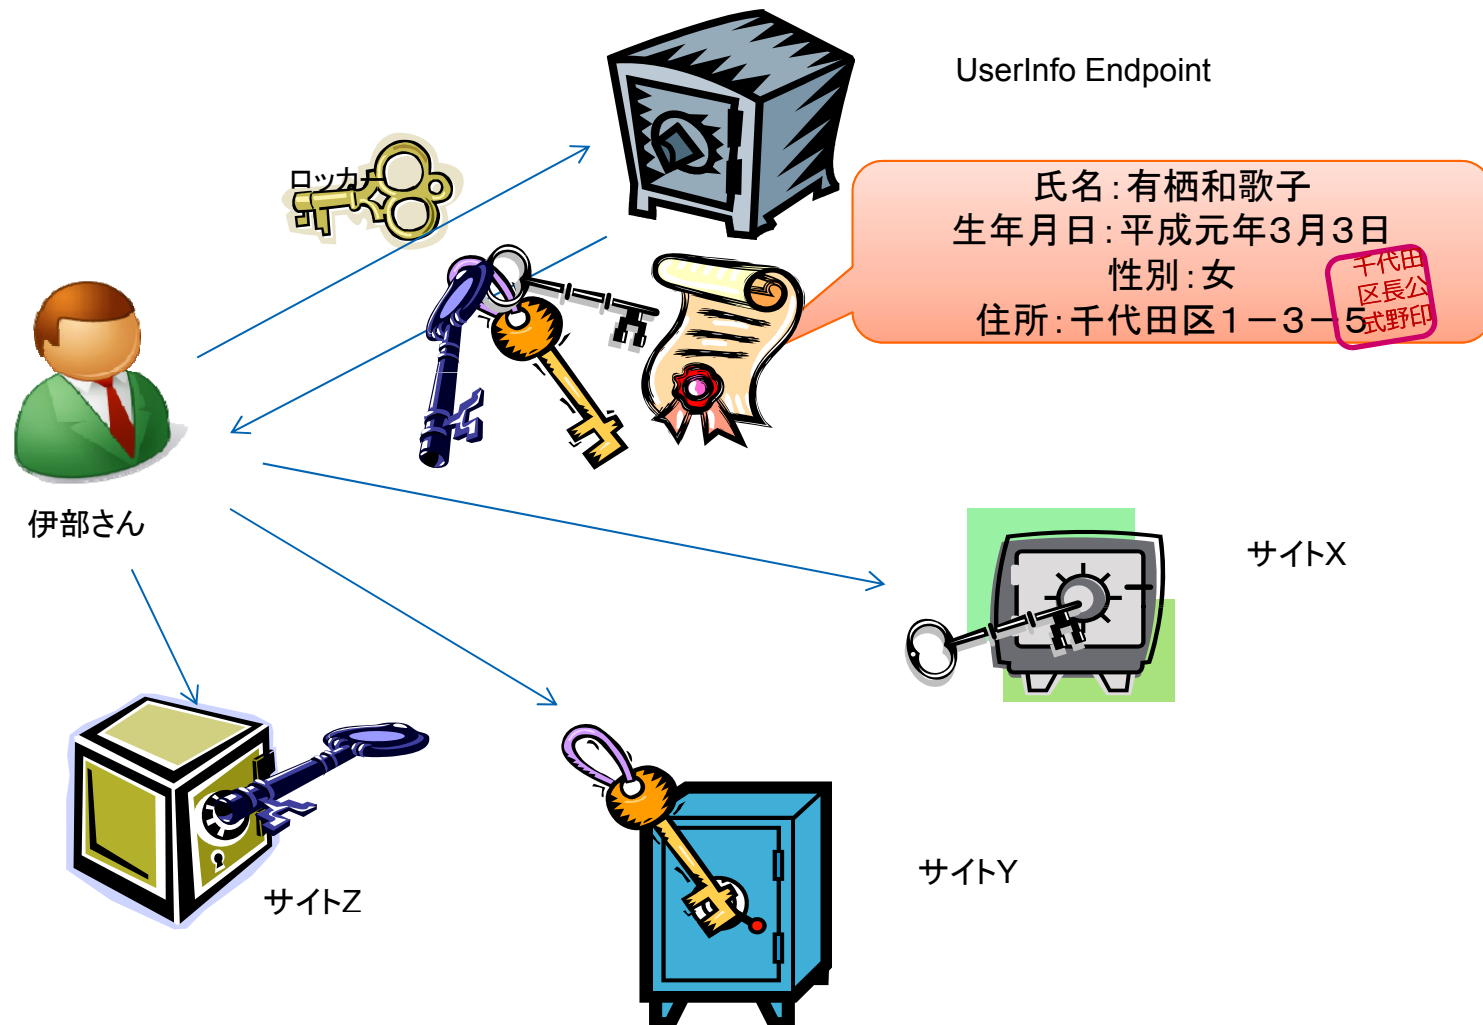 UserInfo Endpoint
ロッカー
氏名：有栖和歌子
生年月日：平成元年３月３日
性別：女
住所：千代田区１－３－５
千代田
区長公
式野印
伊部さん
サイトX
サイトY
サイトZ